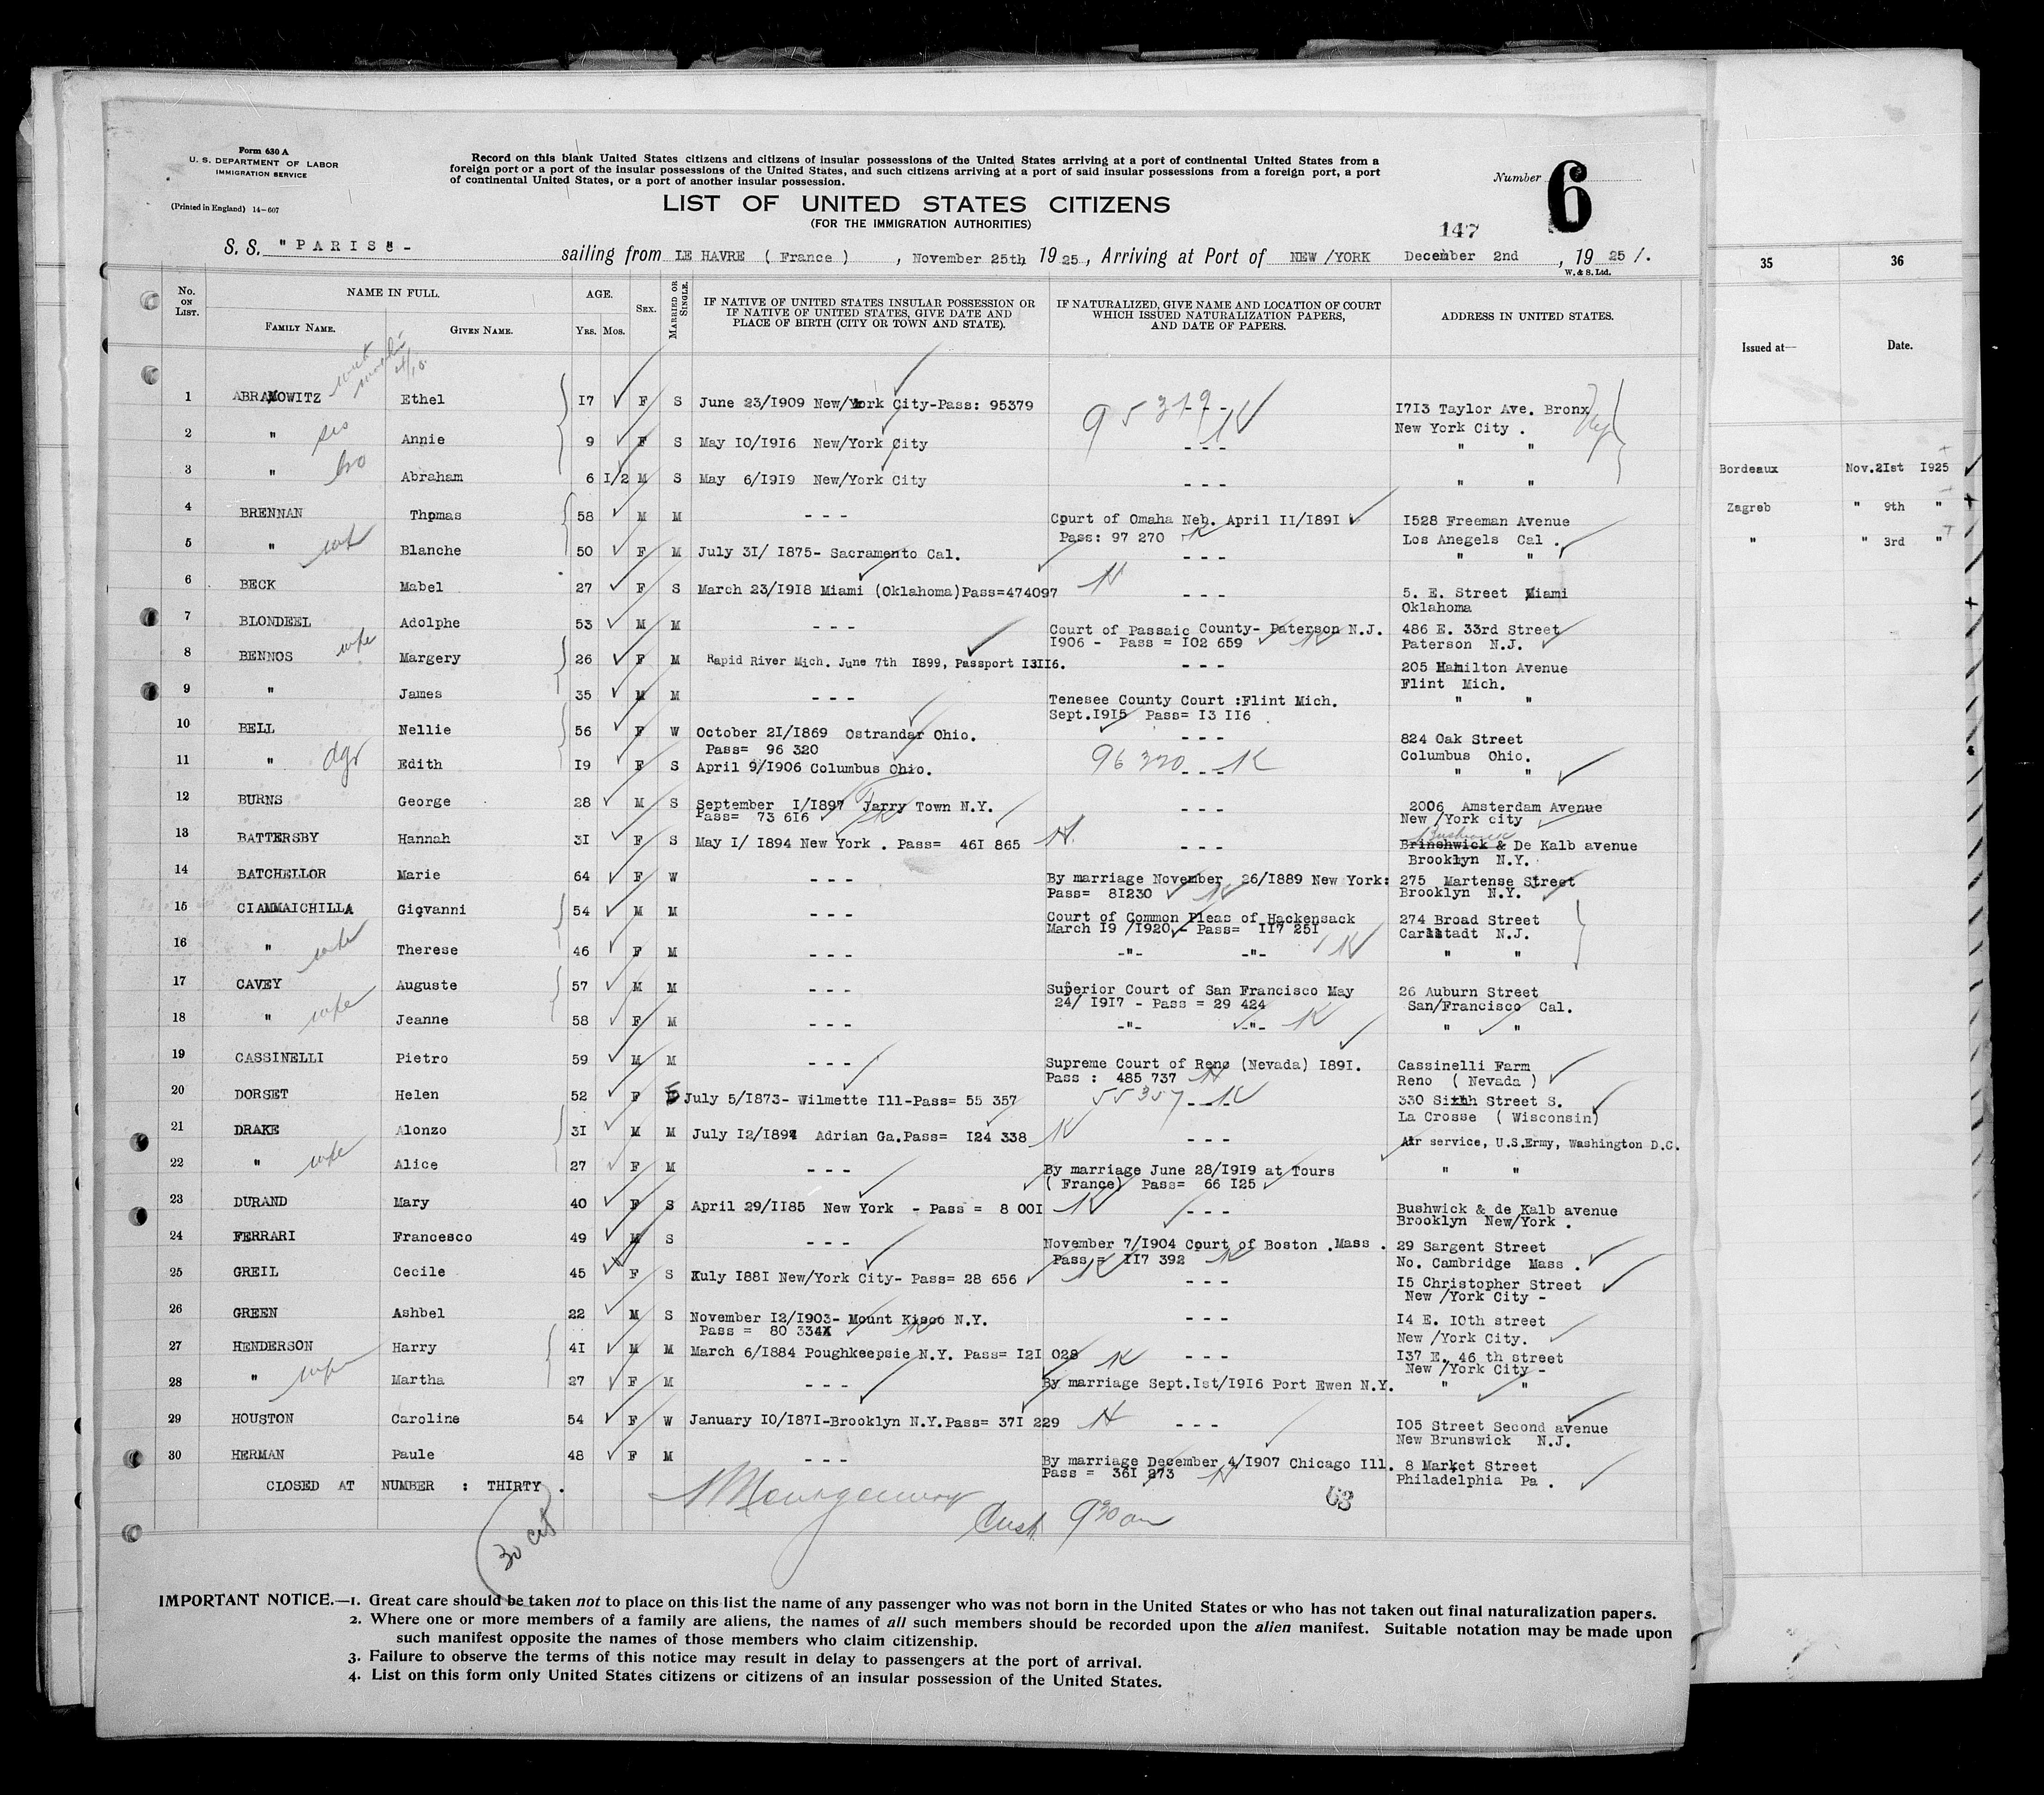 Form 630 A
U. S. DEPARTMENT OF LABOR
IMMIGRATION SERVICE
(Printed in England) 14-607
Record on this blank United States citizens and citizens of insular possessions of the United States arriving at a port of continental United States from a
foreign port or a port of the insular possessions of the United States, and such citizens arriving at a port of said insular possessions from a foreign port, a port
of continental United States, or a port of another insular possession.
Number 6
LIST OF UNITED STATES CITIZENS
(FOR THE IMMIGRATION AUTHORITIES)
147
S. S. "PARIS" - sailing from LE HAVRE ( France ) , November 25th, 1925, Arriving at Port of NEW/YORK December 2nd , 1925/.
W. & S. Ltd.
No. ON LIST. NAME IN FULL. FAMILY NAME. GIVEN NAME. AGE. YRS. MOS. SEX. MARRIED OR SINGLE. IF NATIVE OF UNITED STATES INSULAR POSSESSION OR IF NATIVE OF UNITED STATES, GIVE DATE AND PLACE OF BIRTH (CITY OR TOWN AND STATE). IF NATURALIZED, GIVE NAME AND LOCATION OF COURT WHICH ISSUED NATURALIZATION PAPERS, AND DATE OF PAPERS. ADDRESS IN UNITED STATES.
35 36
Issued at— Date.
1 ABRAMOWITZ Ethel 17 F S June 23/1909 New/York City-Pass: 95379 95379 - - - 1713 Taylor Ave. Bronx
New York City .
2 " sis Annie 9 F S May 10/1916 New/York City - - - " "
3 " bro Abraham 6 1/2 M S May 6/1919 New/York City - - - " "
Bordeaux Nov.21st 1925
4 BRENNAN Thomas 58 M M - - - Court of Omaha Neb. April 11/1891 1528 Freeman Avenue
Pass: 97 270 Los Anegels Cal .
Zagreb " 9th "
5 " Blanche 50 F M July 31/ 1875- Sacramento Cal. - - - " "
" " 3rd "
6 BECK Mabel 27 F S March 23/1918 Miami (Oklahoma)Pass=474097 - - - 5. E. Street Miami
Oklahoma
7 BLONDEEL Adolphe 53 M M - - - Court of Passaic County- Paterson N.J. 486 E. 33rd Street
1906 - Pass = 102 659 Paterson N.J.
8 BENNOS wife Margery 26 F M Rapid River Mich. June 7th 1899, Passport 13116. - - - 205 Hamilton Avenue
Flint Mich.
9 " James 35 M M - - - Tenesee County Court :Flint Mich. " "
Sept.1915 Pass= 13 116
10 BELL Nellie 56 F W October 21/1869 Ostrandar Ohio. - - - 824 Oak Street
Pass= 96 320 Columbus Ohio.
11 " dgr Edith 19 F S April 9/1906 Columbus Ohio. 96 320 - - - K " "
12 BURNS George 28 M S September 1/1897 Tarry Town N.Y. - - - 2006 Amsterdam Avenue
Pass= 73 616 New /York city
13 BATTERSBY Hannah 31 F S May 1/ 1894 New York . Pass= 461 865 - - - Bushwick
Brinshwick & De Kalb avenue
Brooklyn N.Y.
14 BATCHELLOR Marie 64 F W - - - By marriage November 26/1889 New York: 275 Martense Street
Pass= 81230 Brooklyn N.Y.
15 CIAMMAICHILLA Giovanni 54 M M - - - Court of Common Pleas of Hackensack 274 Broad Street
March 19 /1920 - Pass= 117 251 Carlstadt N.J.
16 " wife Therese 46 F M - - - -"- -"- " "
17 CAVEY Auguste 57 M M - - - Superior Court of San Francisco May 26 Auburn Street
24/ 1917 - Pass = 29 424 San/Francisco Cal.
18 " wife Jeanne 58 F M - - - -"- -"- " "
19 CASSINELLI Pietro 59 M M - - - Supreme Court of Reno (Nevada) 1891. Cassinelli Farm
Pass : 485 737 Reno ( Nevada )
20 DORSET Helen 52 F S July 5/1873- Wilmette Ill-Pass= 55 357 55357 - - - K 330 Sixth Street S.
La Crosse ( Wisconsin)
21 DRAKE Alonzo 31 M M July 12/1894 Adrian Ga.Pass= 124 338 - - - Air service, U.S.Ermy, Washington D.C.
22 " wife Alice 27 F M - - - By marriage June 28/1919 at Tours " "
( France) Pass= 66 125
23 DURAND Mary 40 F S April 29/1185 New York - Pass = 8 001 - - - Bushwick & de Kalb avenue
Brooklyn New/York .
24 FERRARI Francesco 49 M S - - - November 7/1904 Court of Boston .Mass . 29 Sargent Street
Pass = 117 392 No. Cambridge Mass .
25 GREIL Cecile 45 F S Xuly 1881 New/York City- Pass= 28 656 - - - 15 Christopher Street
New /York City -
26 GREEN Ashbel 22 M S November 12/1903- Mount Kisco N.Y. - - - 14 E. 10th street
Pass = 80 334X New /York City.
27 HENDERSON Harry 41 M M March 6/1884 Poughkeepsie N.Y. Pass= 121 028 - - - 137 E. 46 th street
New /York City -
28 " wife Martha 27 F M - - - By marriage Sept.1st/1916 Port Ewen N.Y. " "
29 HOUSTON Caroline 54 F W January 10/1871-Brooklyn N.Y.Pass= 371 229 - - - 105 Street Second avenue
New Brunswick N.J.
30 HERMAN Paule 48 F M - - - By marriage December 4/1907 Chicago Ill. 8 Market Street
Pass = 361 273 Philadelphia Pa .
CLOSED AT NUMBER : THIRTY .
Montgomery
63
930 am
30 cit
IMPORTANT NOTICE.—1. Great care should be taken not to place on this list the name of any passenger who was not born in the United States or who has not taken out final naturalization papers.
2. Where one or more members of a family are aliens, the names of all such members should be recorded upon the alien manifest. Suitable notation may be made upon
such manifest opposite the names of those members who claim citizenship.
3. Failure to observe the terms of this notice may result in delay to passengers at the port of arrival.
4. List on this form only United States citizens or citizens of an insular possession of the United States.